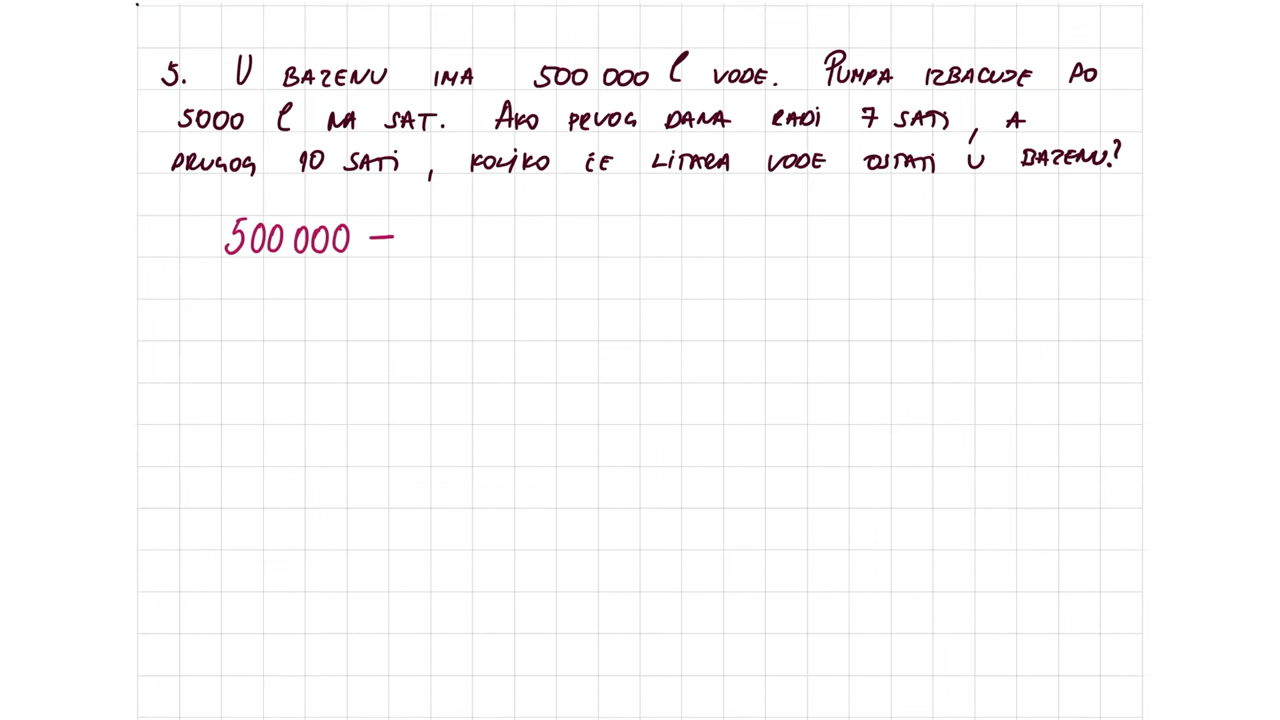 5. U BAZENU IMA 500 000 l VODE. PUMPA IZBACUJE PO
5000 l NA SAT. AKO PRVOG DANA RADI 7 SATI, A
DRUGOG 10 SATI, KOLIKO ĆE LITARA VODE OSTATI U BAZENU?
500 000 –